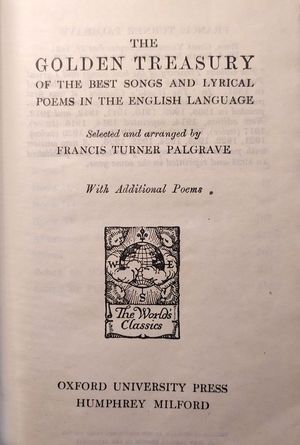 THE
GOLDEN TREASURY
OF THE BEST SONGS AND LYRICAL
POEMS IN THE ENGLISH LANGUAGE
Selected and arranged by
FRANCIS TURNER PALGRAVE
With Additional Poems
W E
S
The World's
Classics
OXFORD UNIVERSITY PRESS
HUMPHREY MILFORD